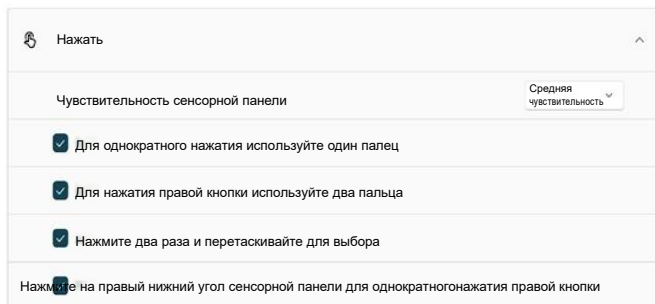 Нажать
Чувствительность сенсорной панели
Средняя
чувствительность
Для однократного нажатия используйте один палец
Для нажатия правой кнопки используйте два пальца
Нажмите два раза и перетаскивайте для выбора
Нажмите на правый нижний угол сенсорной панели для однократногонажатия правой кнопки